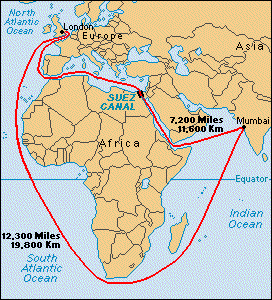 North
Atlantic
Ocean
London
Europe
Asia
SUEZ
CANAL
7,200 Miles
11,600 Km
Mumbai
Africa
Equator
Indian
Ocean
12,300 Miles
19,800 Km
South
Atlantic
Ocean